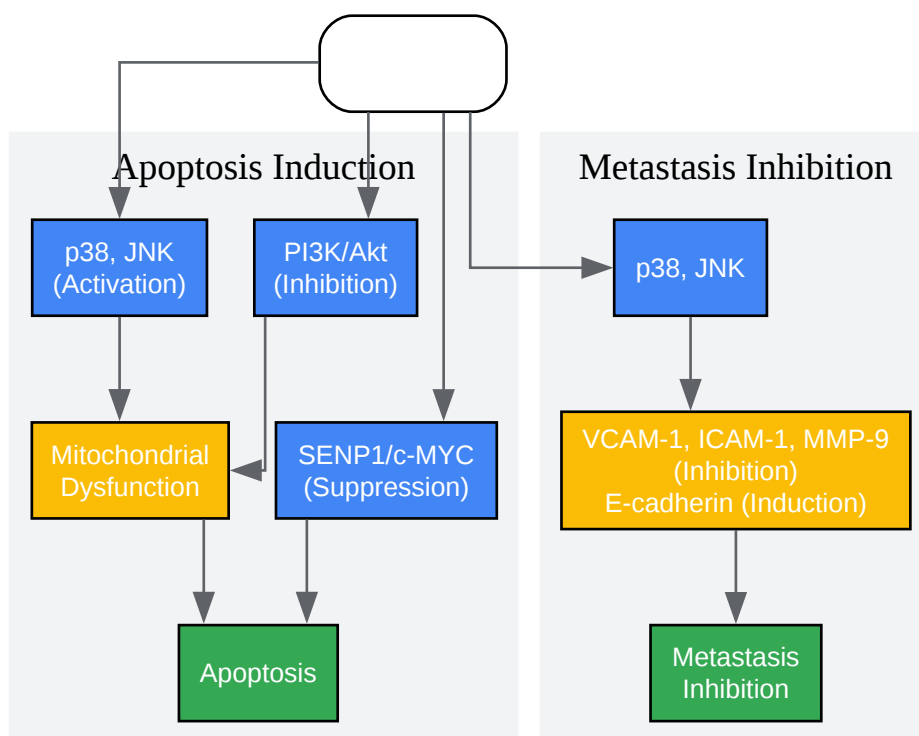 Apoptosis Induction
Metastasis Inhibition
p38, JNK
(Activation)
PI3K/Akt
(Inhibition)
p38, JNK
Mitochondrial
Dysfunction
SENP1/c-MYC
(Suppression)
VCAM-1, ICAM-1, MMP-9
(Inhibition)
E-cadherin (Induction)
Apoptosis
Metastasis
Inhibition